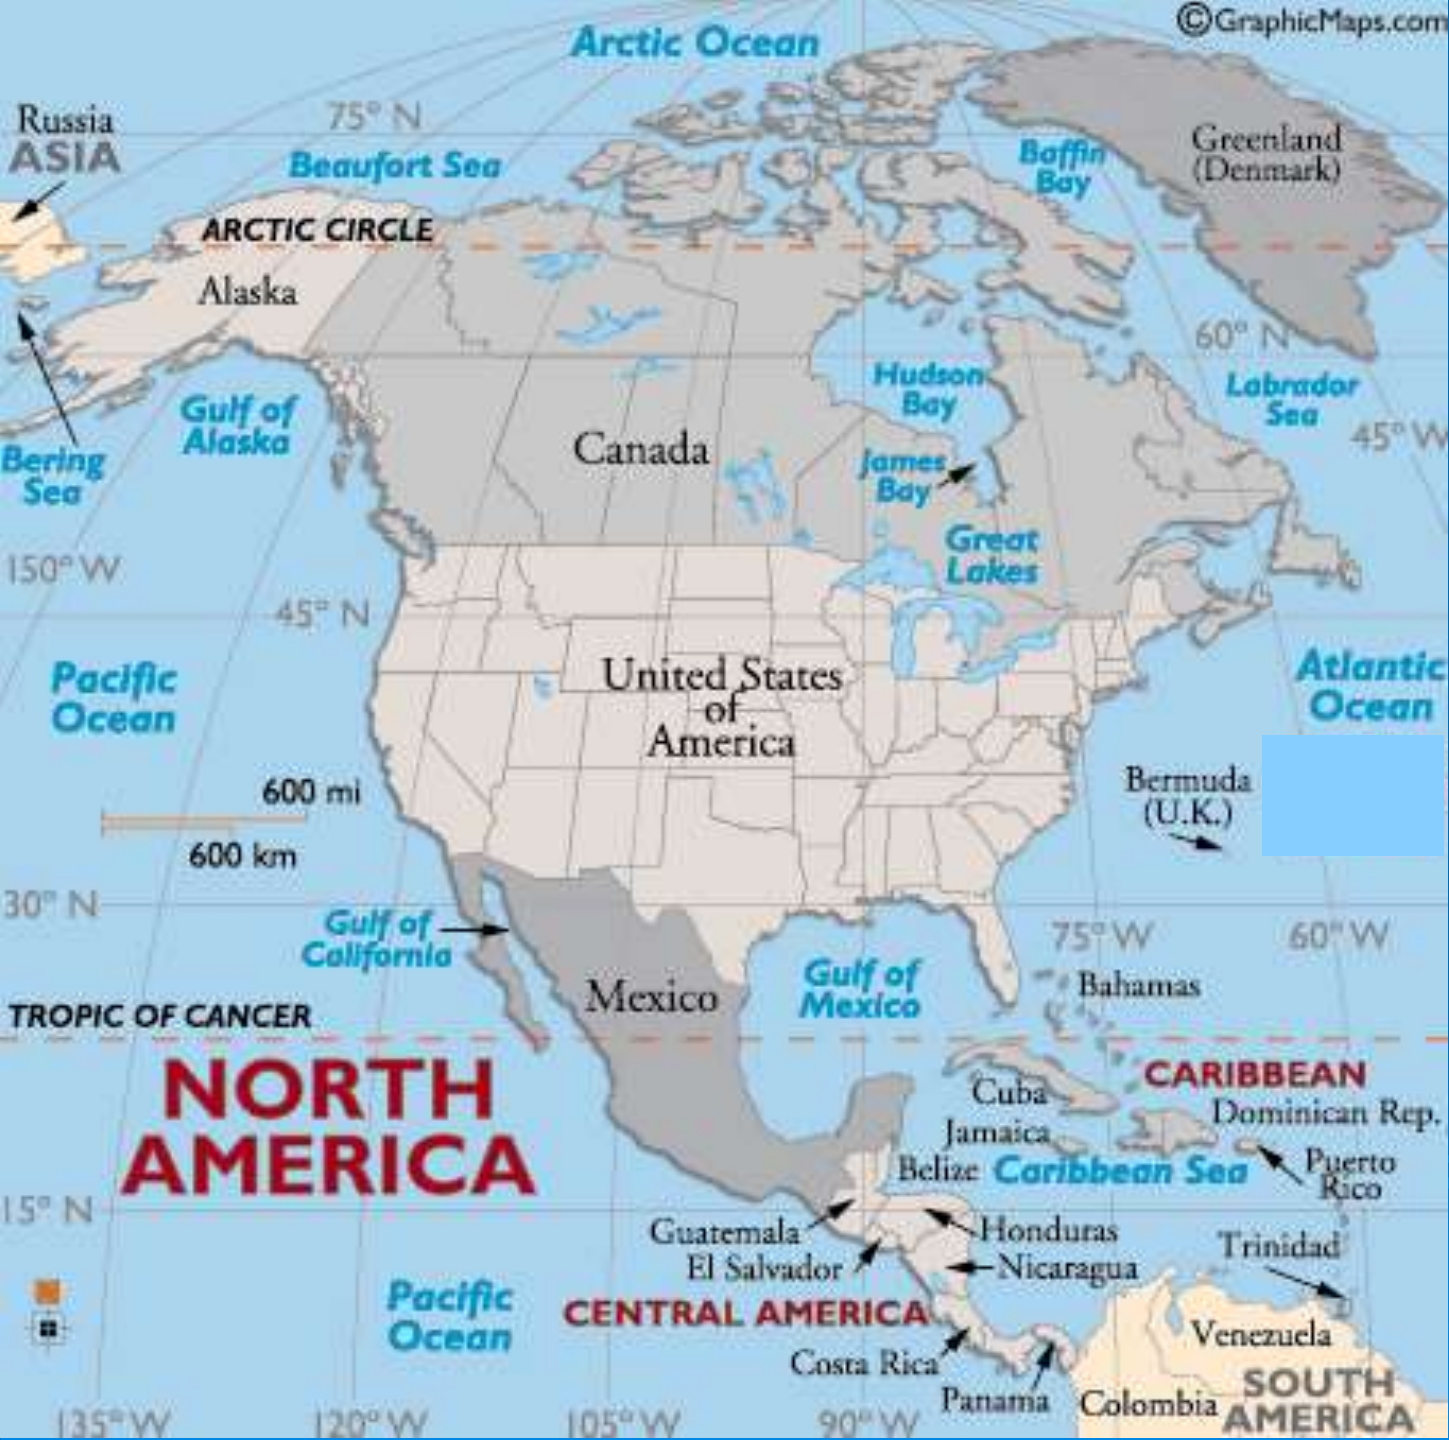 ©GraphicMaps.com
Arctic Ocean
Russia
ASIA
75° N
Beaufort Sea
Baffin
Bay
Greenland
(Denmark)
ARCTIC CIRCLE
Alaska
60° N
Hudson
Bay
Labrador
Sea
Gulf of
Alaska
45° W
Bering
Sea
Canada
James
Bay
Great
Lakes
150° W
45° N
Pacific
Ocean
United States
of
America
Atlantic
Ocean
Bermuda
(U.K.)
600 mi
600 km
30° N
Gulf of
California
75° W
60° W
Gulf of
Mexico
Bahamas
Mexico
TROPIC OF CANCER
NORTH
AMERICA
CARIBBEAN
Cuba
Dominican Rep.
Jamaica
Belize
Caribbean Sea
Puerto
Rico
15° N
Guatemala
Honduras
El Salvador
Nicaragua
Trinidad
Pacific
Ocean
CENTRAL AMERICA
Costa Rica
Panama
Venezuela
Colombia
SOUTH
AMERICA
135° W
120° W
105° W
90° W